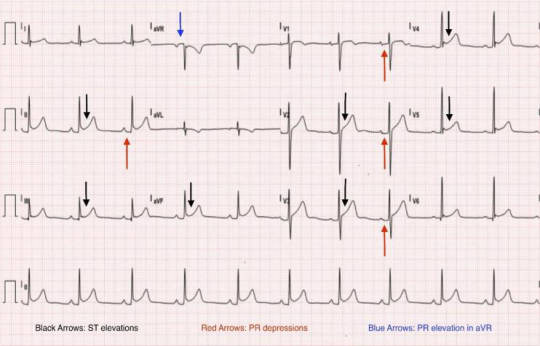 I aVR V1 V4
II aVL V2 V5
III aVF V3 V6
II
Black Arrows: ST elevations Red Arrows: PR depressions Blue Arrows: PR elevation in aVR